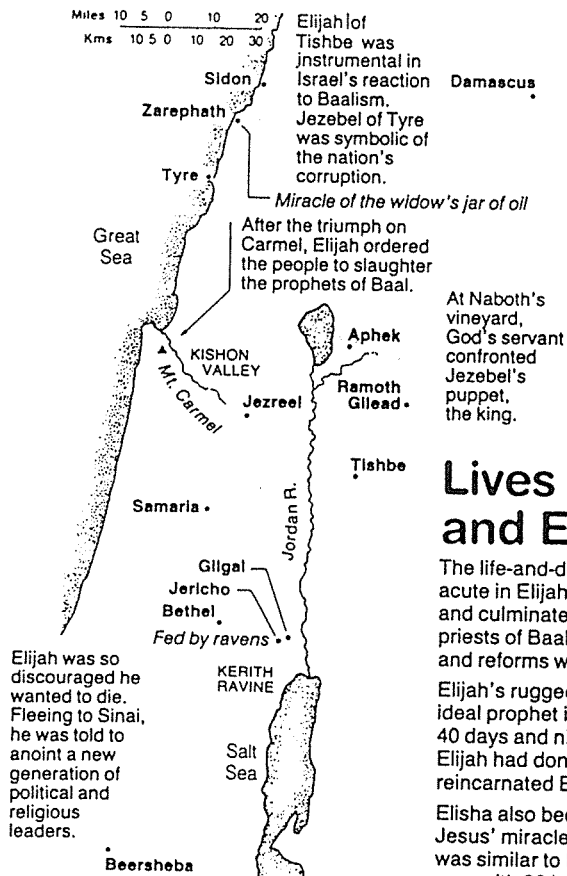 Miles 10 5 0 10 20
Kms 10 5 0 10 20 30
Elijah of
Tishbe was
instrumental in
Israel's reaction
to Baalism.
Jezebel of Tyre
was symbolic of
the nation's
corruption.
Sidon
Damascus
Zarephath
Tyre
Miracle of the widow's jar of oil
Great
Sea
After the triumph on
Carmel, Elijah ordered
the people to slaughter
the prophets of Baal.
At Naboth's
vineyard,
God's servant
confronted
Jezebel's
puppet,
the king.
Aphek
KISHON
VALLEY
Mt. Carmel
Ramoth
Gilead
Jezreel
Tishbe
Samaria
Jordan R.
Lives
and E
Gilgal
Jericho
Bethel
Fed by ravens
KERITH
RAVINE
Salt
Sea
Elijah was so
discouraged he
wanted to die.
Fleeing to Sinai,
he was told to
anoint a new
generation of
political and
religious
leaders.
Beersheba
The life-and-d
acute in Elijah
and culminate
priests of Baal
and reforms w
Elijah's rugged
ideal prophet i
40 days and n
Elijah had don
reincarnated E
Elisha also bec
Jesus' miracle
was similar to